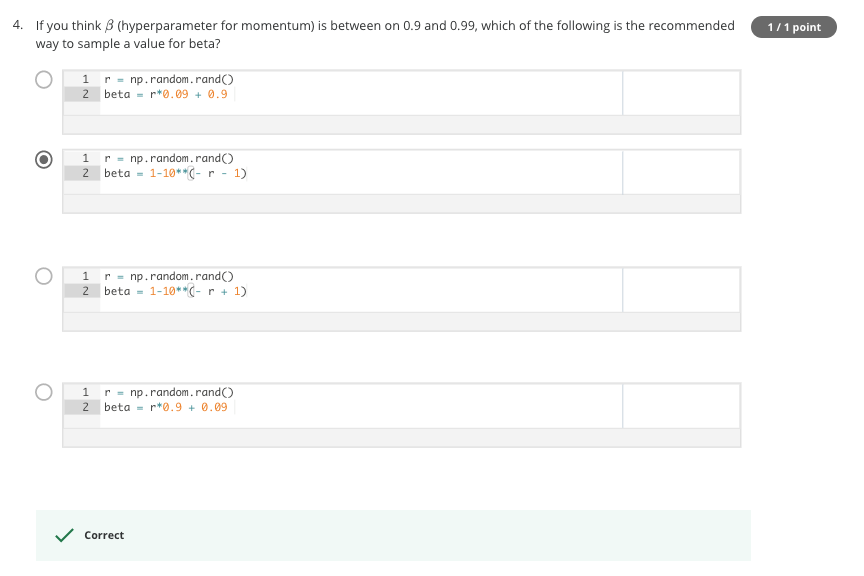 4. If you think β (hyperparameter for momentum) is between on 0.9 and 0.99, which of the following is the recommended
way to sample a value for beta?
1 / 1 point
1 r = np.random.rand()
2 beta = r*0.09 + 0.9
1 r = np.random.rand()
2 beta = 1-10**(- r - 1)
1 r = np.random.rand()
2 beta = 1-10**(- r + 1)
1 r = np.random.rand()
2 beta = r*0.9 + 0.09
Correct